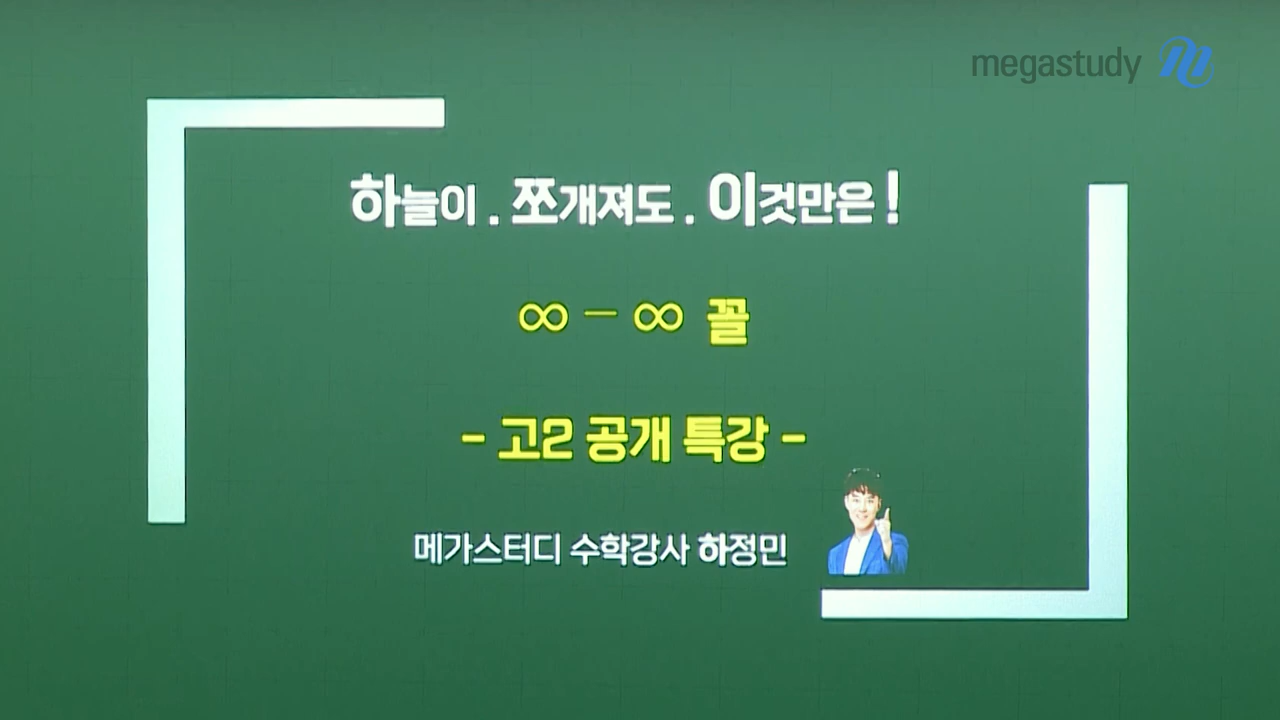 megastudy
하늘이 . 쪼개져도 . 이것만은 !
∞ - ∞ 꼴
- 고2 공개 특강 -
메가스터디 수학강사 하정민